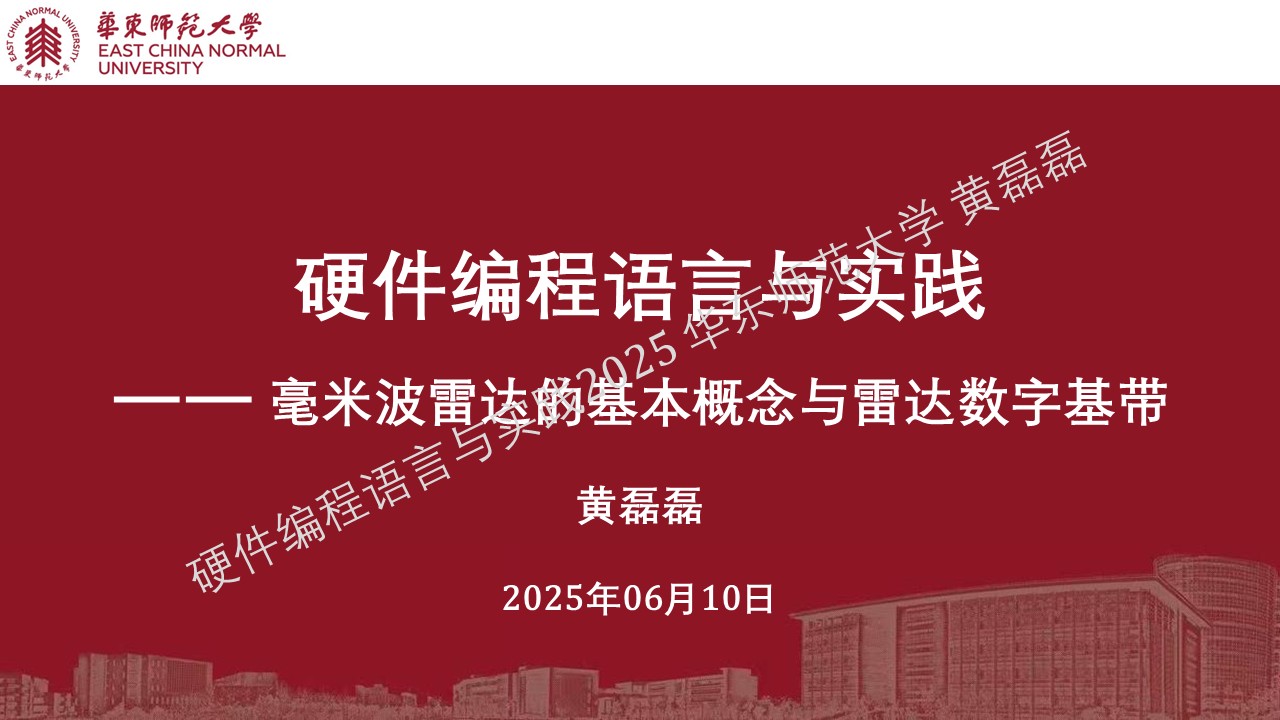 華東師範大學
EAST CHINA NORMAL
UNIVERSITY
EAST CHINA NORMAL UNIVERSITY
華東師範大學
硬件编程语言与实践
—— 毫米波雷达的基本概念与雷达数字基带
黄磊磊
2025年06月10日
硬件编程语言与实践2025 华东师范大学 黄磊磊